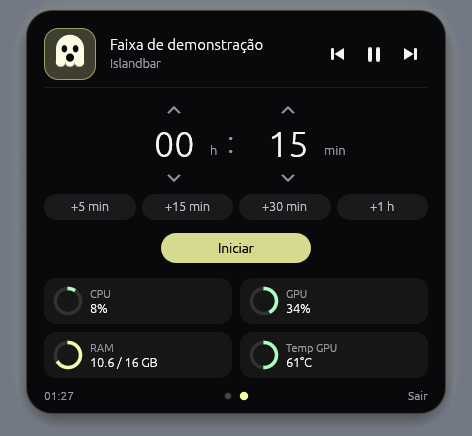 Faixa de demonstração
Islandbar
00 h : 15 min
+5 min +15 min +30 min +1 h
Iniciar
CPU
8%
GPU
34%
RAM
10.6 / 16 GB
Temp GPU
61°C
01:27
Sair